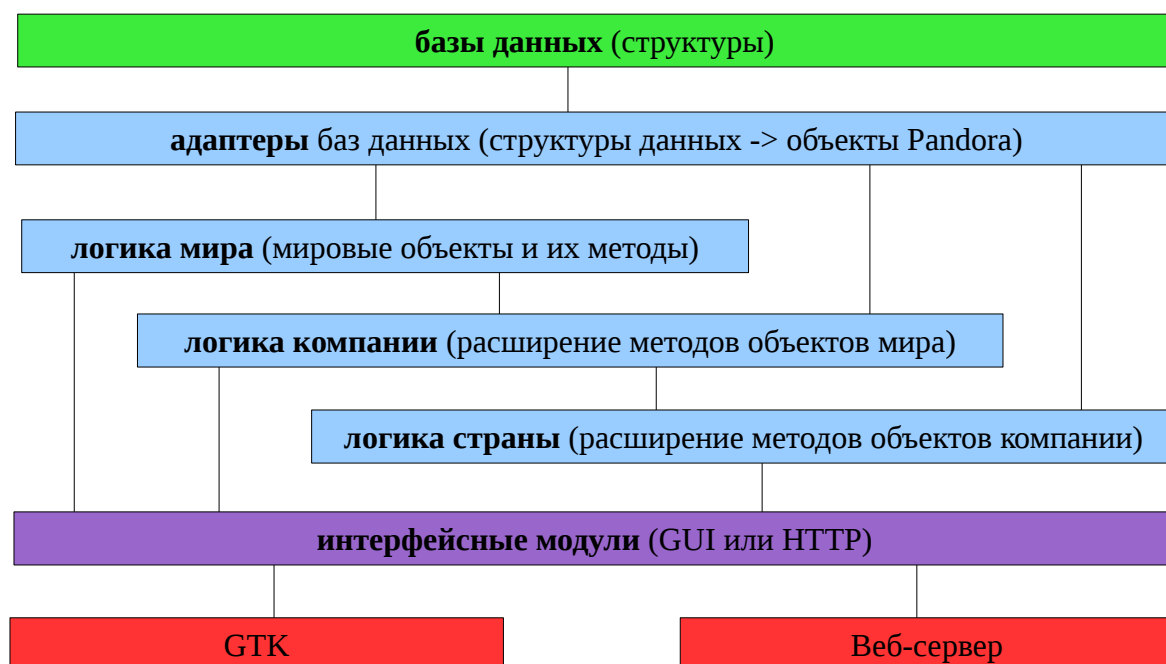 базы данных (структуры)
адаптеры баз данных (структуры данных -> объекты Pandora)
логика мира (мировые объекты и их методы)
логика компании (расширение методов объектов мира)
логика страны (расширение методов объектов компании)
интерфейсные модули (GUI или HTTP)
GTK
Веб-сервер